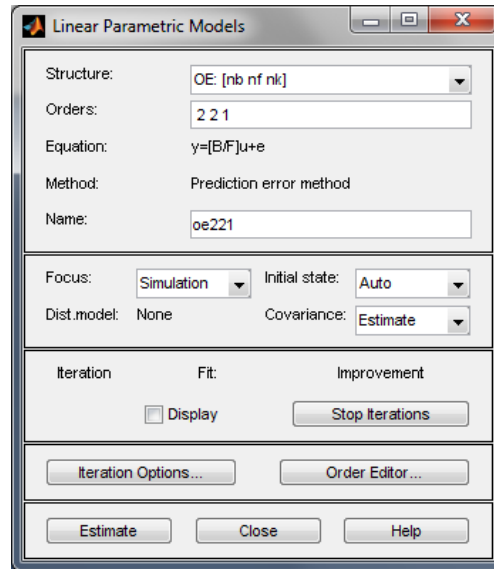 Linear Parametric Models
Structure: OE: [nb nf nk]
Orders: 2 2 1
Equation: y=[B/F]u+e
Method: Prediction error method
Name: oe221
Focus: Simulation Initial state: Auto
Dist.model: None Covariance: Estimate
Iteration Fit: Improvement
Display Stop Iterations
Iteration Options... Order Editor...
Estimate Close Help